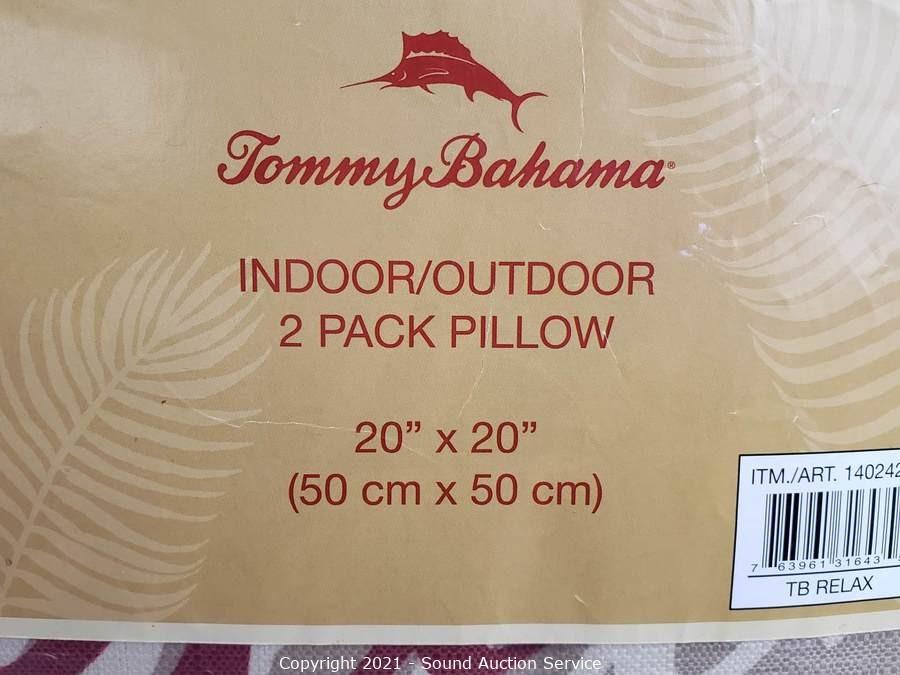 Tommy Bahama®
INDOOR/OUTDOOR
2 PACK PILLOW
20” x 20”
(50 cm x 50 cm)
ITM./ART. 140242
7 63961 31643
TB RELAX
Copyright 2021 - Sound Auction Service